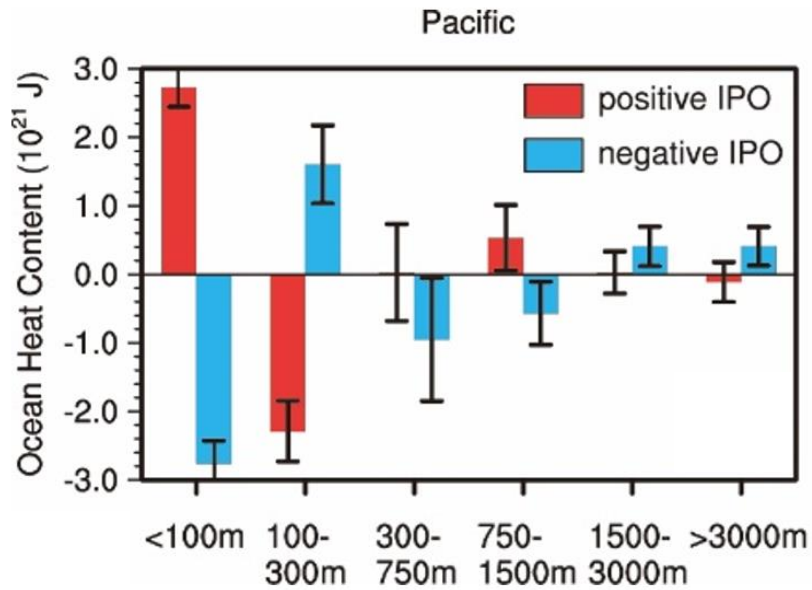 Pacific
Ocean Heat Content (10²¹ J)
3.0
2.0
1.0
0.0
-1.0
-2.0
-3.0
positive IPO
negative IPO
<100m
100-
300m
300-
750m
750-
1500m
1500-
3000m
>3000m